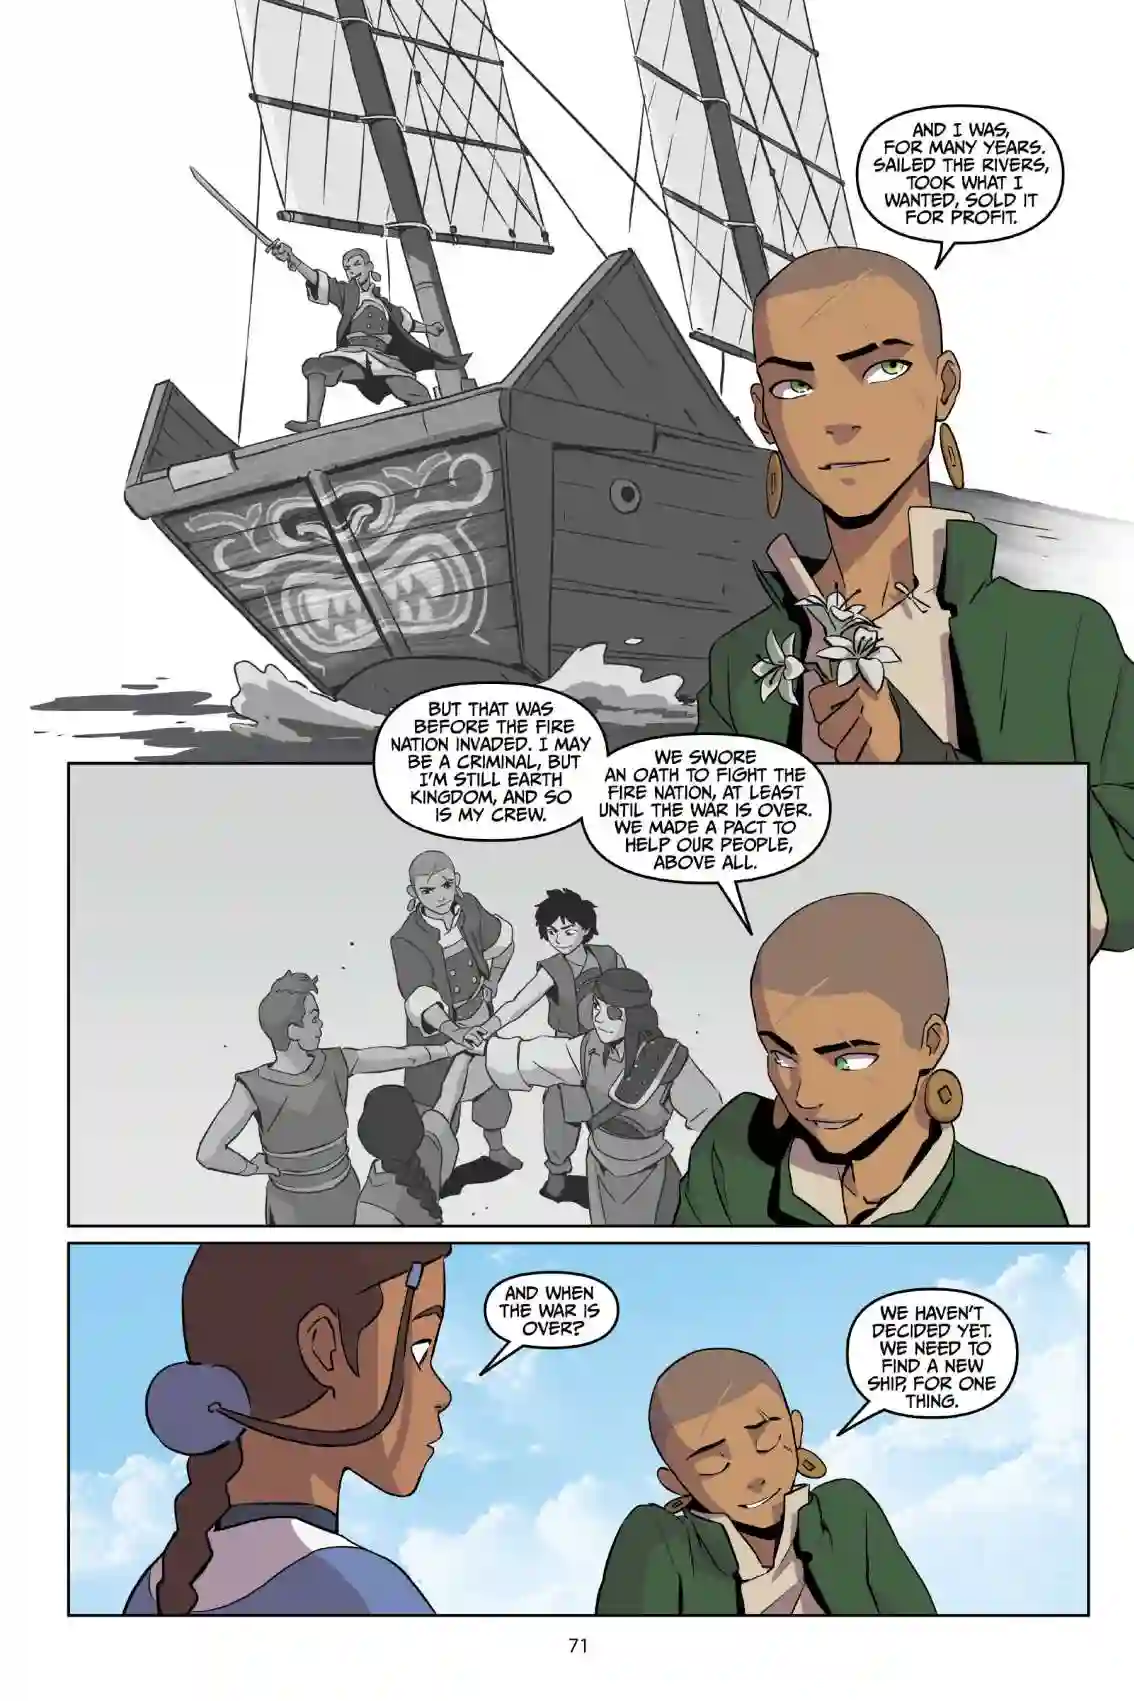 AND I WAS,
FOR MANY YEARS.
SAILED THE RIVERS,
TOOK WHAT I
WANTED, SOLD IT
FOR PROFIT.
BUT THAT WAS
BEFORE THE FIRE
NATION INVADED. I MAY
BE A CRIMINAL, BUT
I'M STILL EARTH
KINGDOM, AND SO
IS MY CREW.
WE SWORE
AN OATH TO FIGHT THE
FIRE NATION, AT LEAST
UNTIL THE WAR IS OVER.
WE MADE A PACT TO
HELP OUR PEOPLE,
ABOVE ALL.
AND WHEN
THE WAR IS
OVER?
WE HAVEN'T
DECIDED YET.
WE NEED TO
FIND A NEW
SHIP, FOR ONE
THING.
71